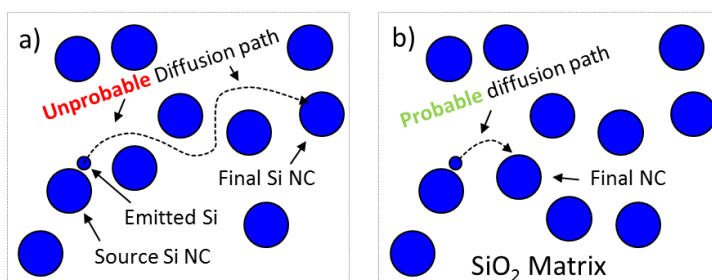 a)
Unprobable Diffusion path
Final Si NC
Emitted Si
Source Si NC
b)
Probable diffusion path
Final NC
SiO₂ Matrix